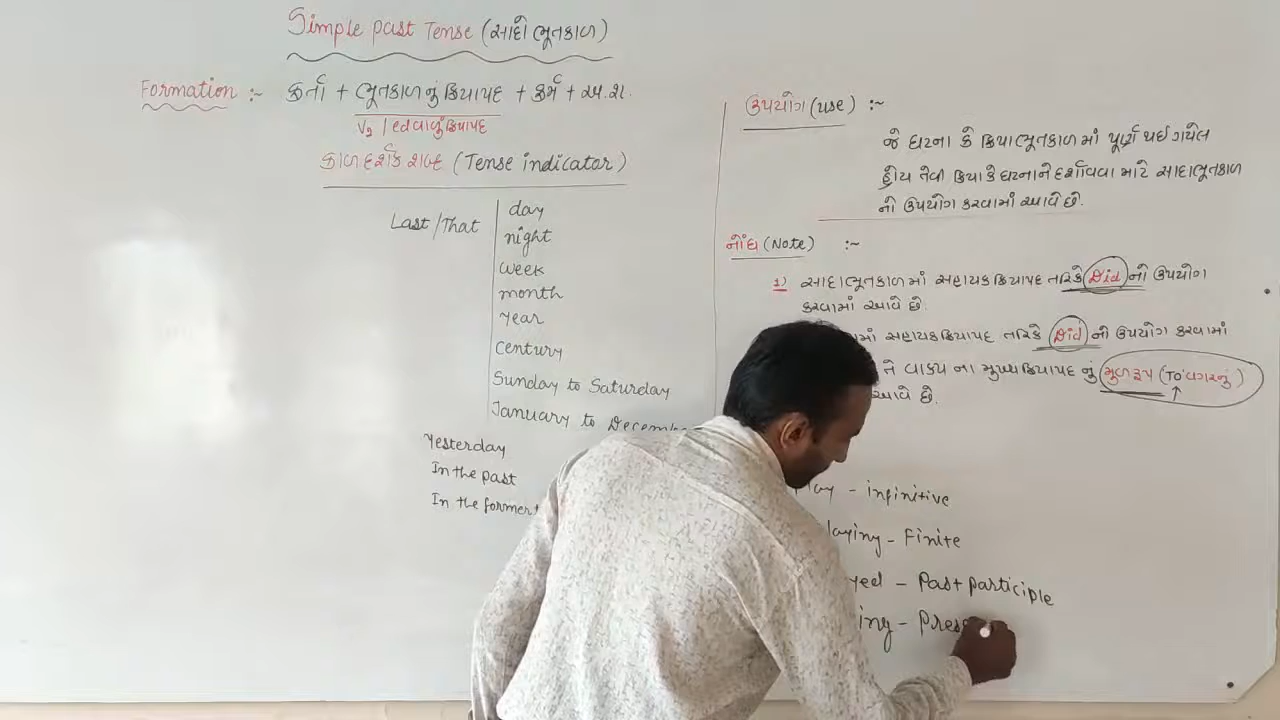 Simple past Tense (સાદો ભૂતકાળ)
Formation :- કર્તા + ભૂતકાળનું ક્રિયાપદ + કર્મ + અ.શ.
V2 / ed વાળું ક્રિયાપદ
કાળદર્શક શબ્દ (Tense indicator)
Last/That
day
night
week
month
Year
Century
Sunday to Saturday
January to Decembe
Yesterday
In the past
In the former
ઉપયોગ (use) :-
જે ઘટના કે ક્રિયા ભૂતકાળ માં પૂર્ણ થઈ ગયેલ
હોય તેવી ક્રિયા કે ઘટનાને દર્શાવવા માટે સાદાભૂતકાળ
નો ઉપયોગ કરવામાં આવે છે.
નોંધ (Note) :-
1) સાદાભૂતકાળ માં સહાયક ક્રિયાપદ તરીકે Did નો ઉપયોગ
કરવામાં આવે છે.
માં સહાયકક્રિયાપદ તરીકે Did નો ઉપયોગ કરવામાં
તે વાક્ય ના મુખ્યક્રિયાપદ નું મુળરૂપ (To વગરનું)
આવે છે.
lay - infinitive
laying - Finite
yed - Past participle
ing - Pres